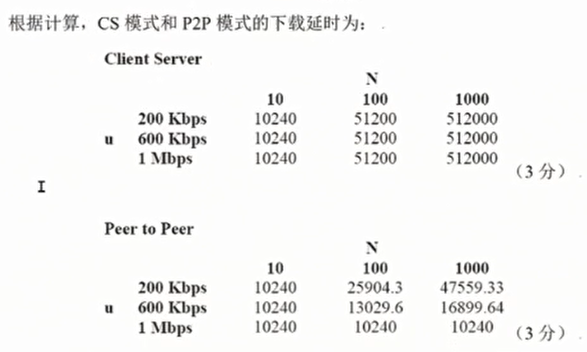 根据计算，CS 模式和 P2P 模式的下载延时为：
Client Server
N
10 100 1000
200 Kbps 10240 51200 512000
u 600 Kbps 10240 51200 512000
1 Mbps 10240 51200 512000
（3 分）
Peer to Peer
N
10 100 1000
200 Kbps 10240 25904.3 47559.33
u 600 Kbps 10240 13029.6 16899.64
1 Mbps 10240 10240 10240
（3 分）